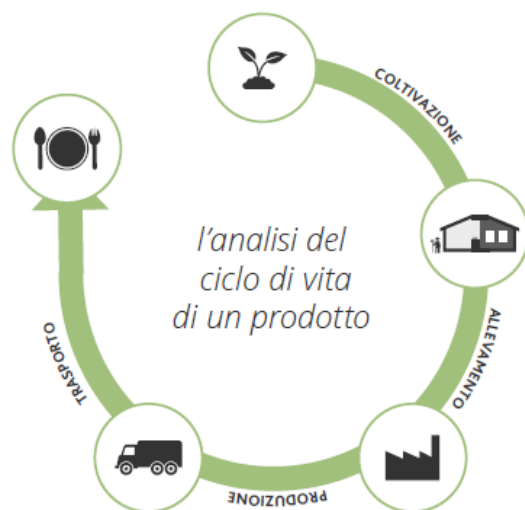 COLTIVAZIONE
l'analisi del
ciclo di vita
di un prodotto
ALLEVAMENTO
TRASPORTO
PRODUZIONE